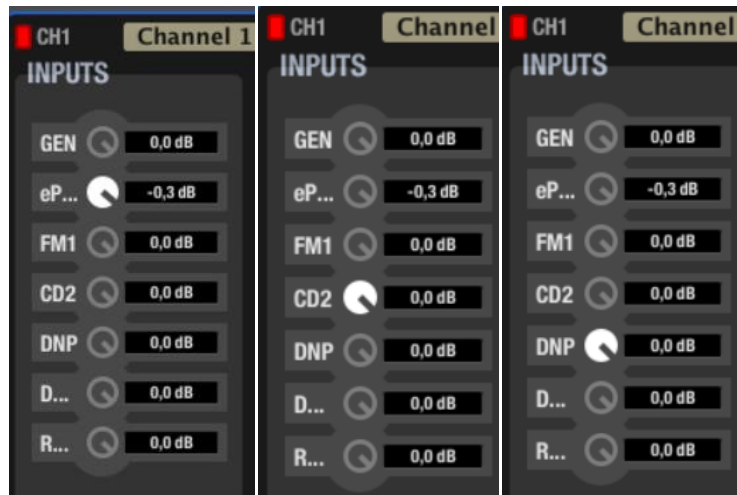 CH1 Channel 1
INPUTS
GEN 0,0 dB
eP... -0,3 dB
FM1 0,0 dB
CD2 0,0 dB
DNP 0,0 dB
D... 0,0 dB
R... 0,0 dB
CH1 Channel
INPUTS
GEN 0,0 dB
eP... -0,3 dB
FM1 0,0 dB
CD2 0,0 dB
DNP 0,0 dB
D... 0,0 dB
R... 0,0 dB
CH1 Channel
INPUTS
GEN 0,0 dB
eP... -0,3 dB
FM1 0,0 dB
CD2 0,0 dB
DNP 0,0 dB
D... 0,0 dB
R... 0,0 dB